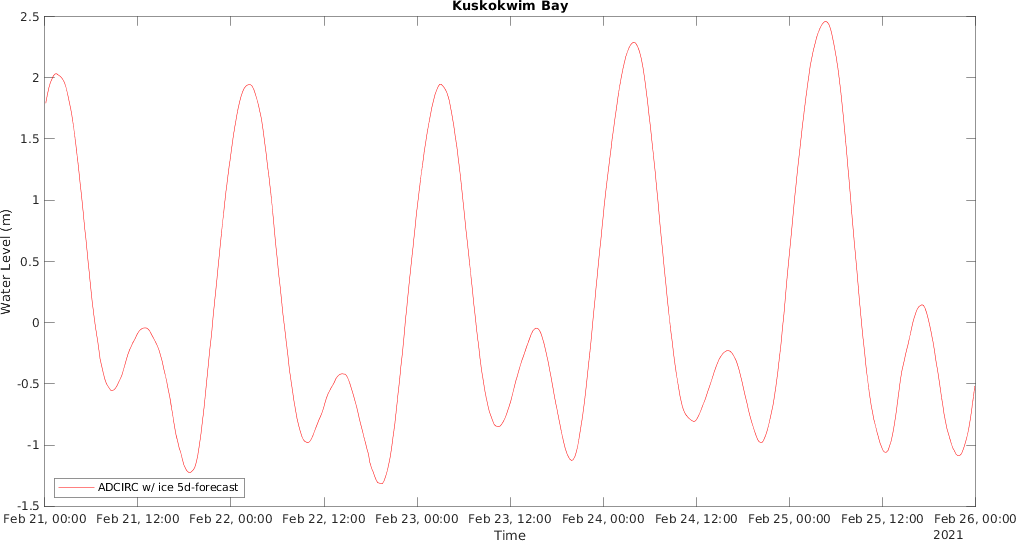 Kuskokwim Bay
2.5
2
1.5
1
0.5
0
-0.5
-1
-1.5
Water Level (m)
ADCIRC w/ ice 5d-forecast
Feb 21, 00:00 Feb 21, 12:00 Feb 22, 00:00 Feb 22, 12:00 Feb 23, 00:00 Feb 23, 12:00 Feb 24, 00:00 Feb 24, 12:00 Feb 25, 00:00 Feb 25, 12:00 Feb 26, 00:00
Time
2021